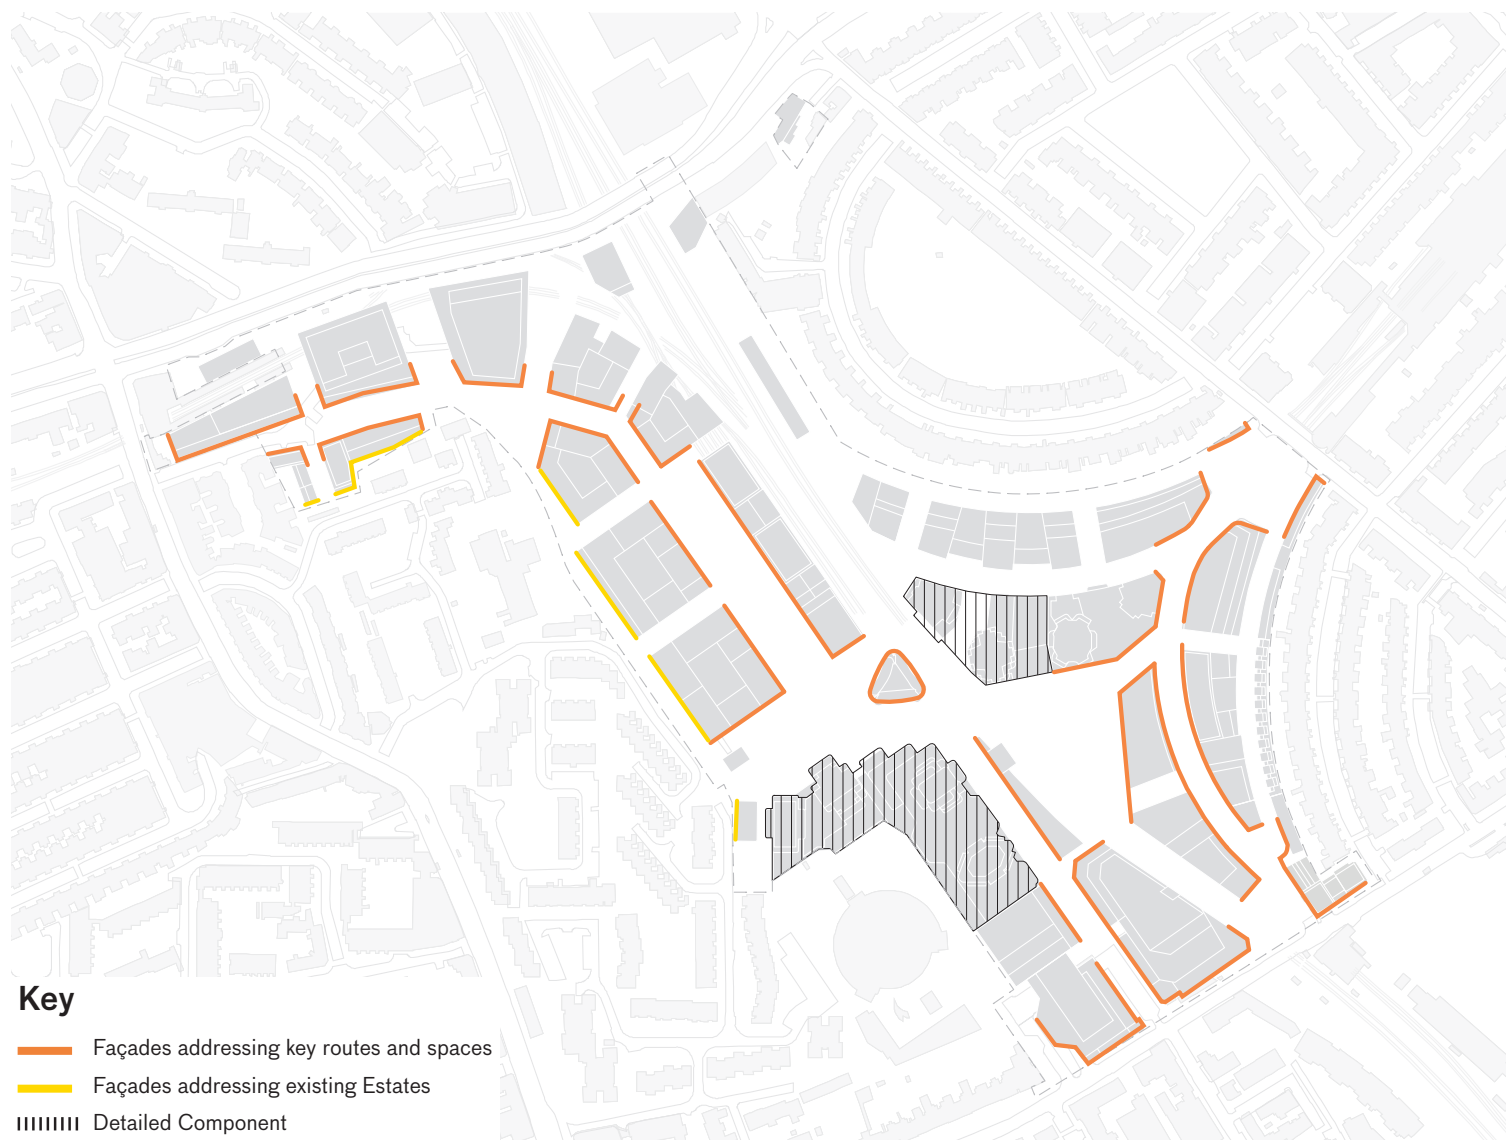 Key
Façades addressing key routes and spaces
Façades addressing existing Estates
Detailed Component